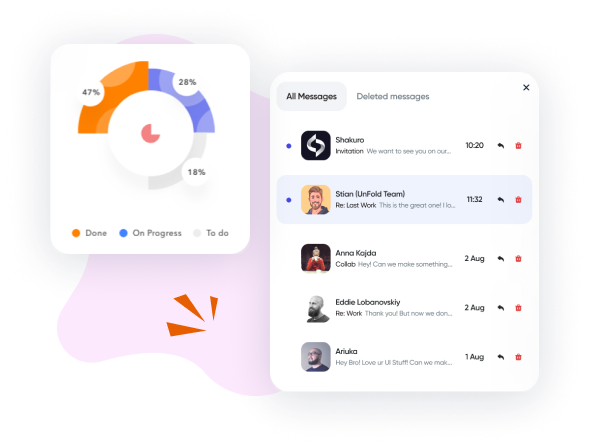 47%
28%
18%
Done
On Progress
To do
All Messages
Deleted messages
Shakuro
Invitation We want to see you on our...
10:20
Stian (UnFold Team)
Re: Last Work This is the great one! I lo...
11:32
Anna Kojda
Collab Hey! Can we make something...
2 Aug
Eddie Lobanovskiy
Re: Work Thank you! But now we don...
2 Aug
Ariuka
Hey Bro! Love ur UI Stuff! Can we mak...
1 Aug